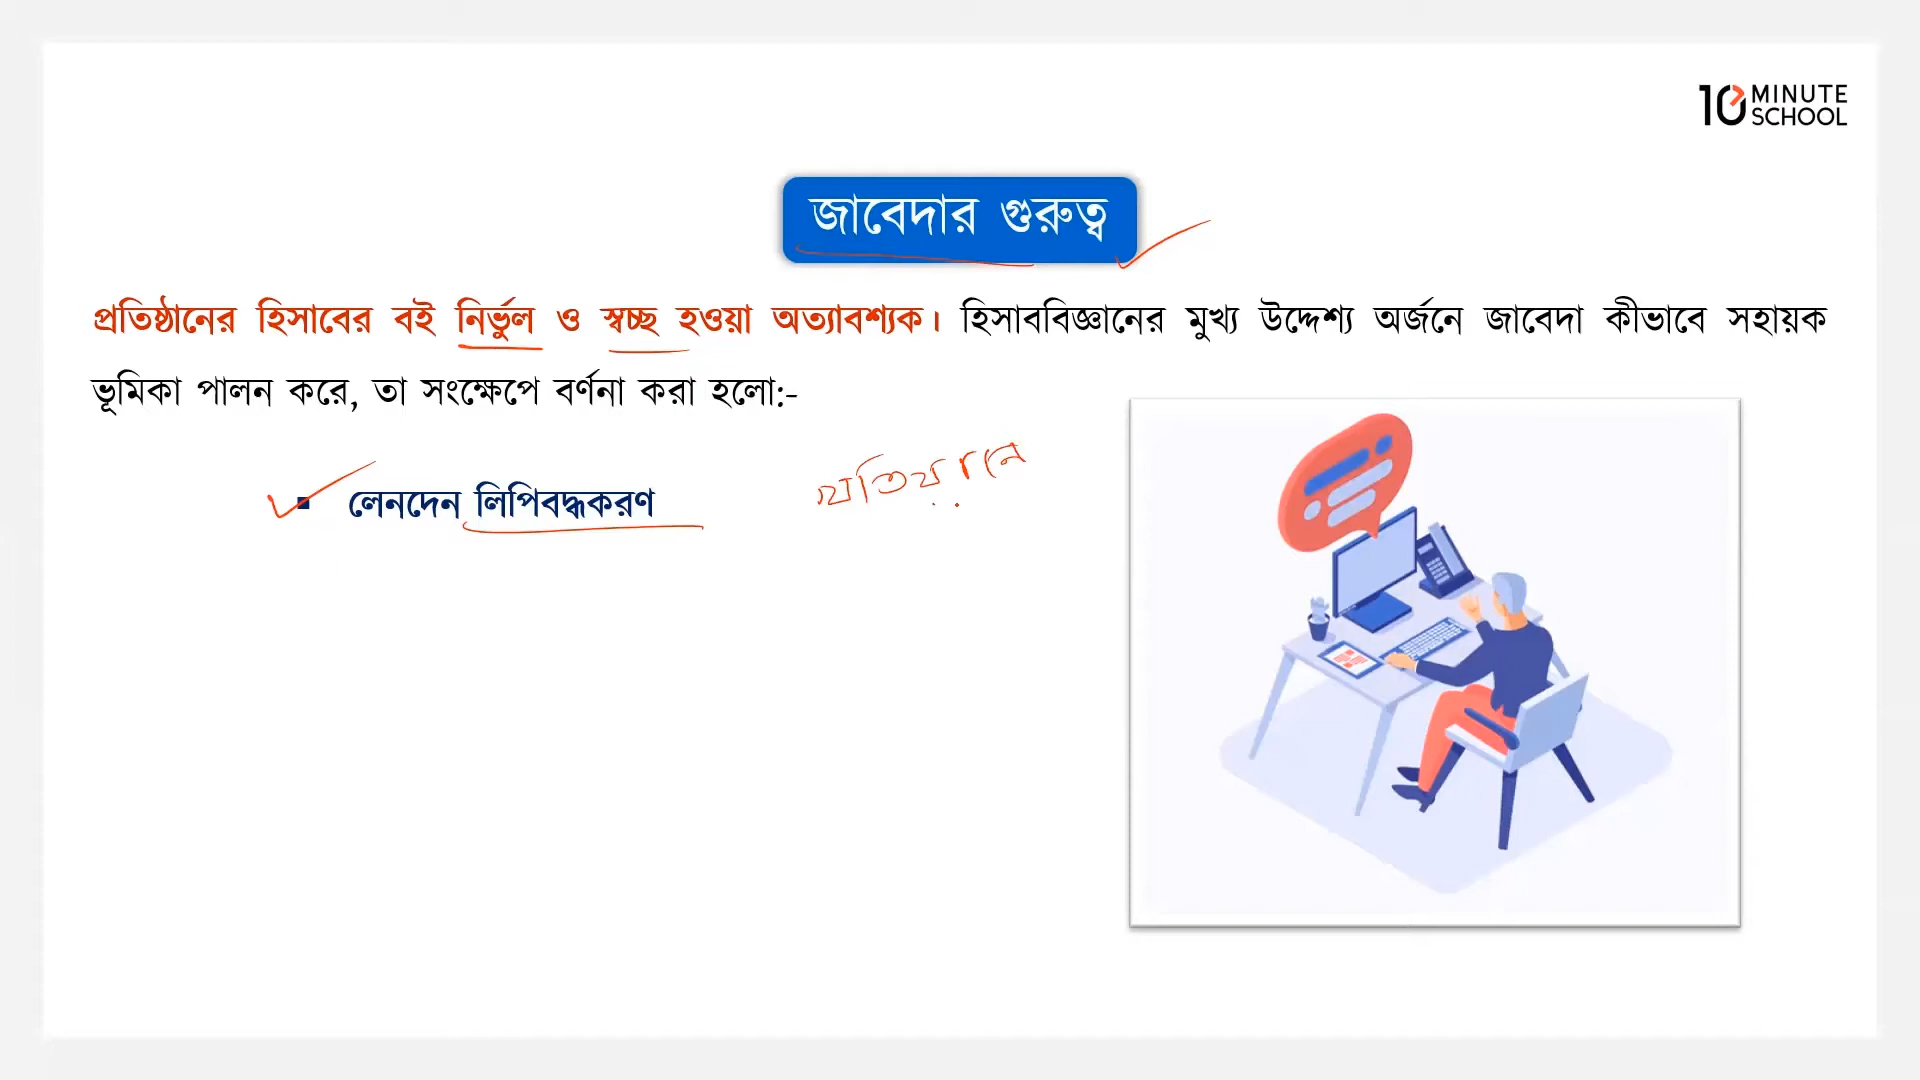 10 MINUTE SCHOOL
জাবেদার গুরুত্ব
প্রতিষ্ঠানের হিসাবের বই নির্ভুল ও স্বচ্ছ হওয়া অত্যাবশ্যক। হিসাববিজ্ঞানের মুখ্য উদ্দেশ্য অর্জনে জাবেদা কীভাবে সহায়ক
ভূমিকা পালন করে, তা সংক্ষেপে বর্ণনা করা হলো:-
▪ লেনদেন লিপিবদ্ধকরণ